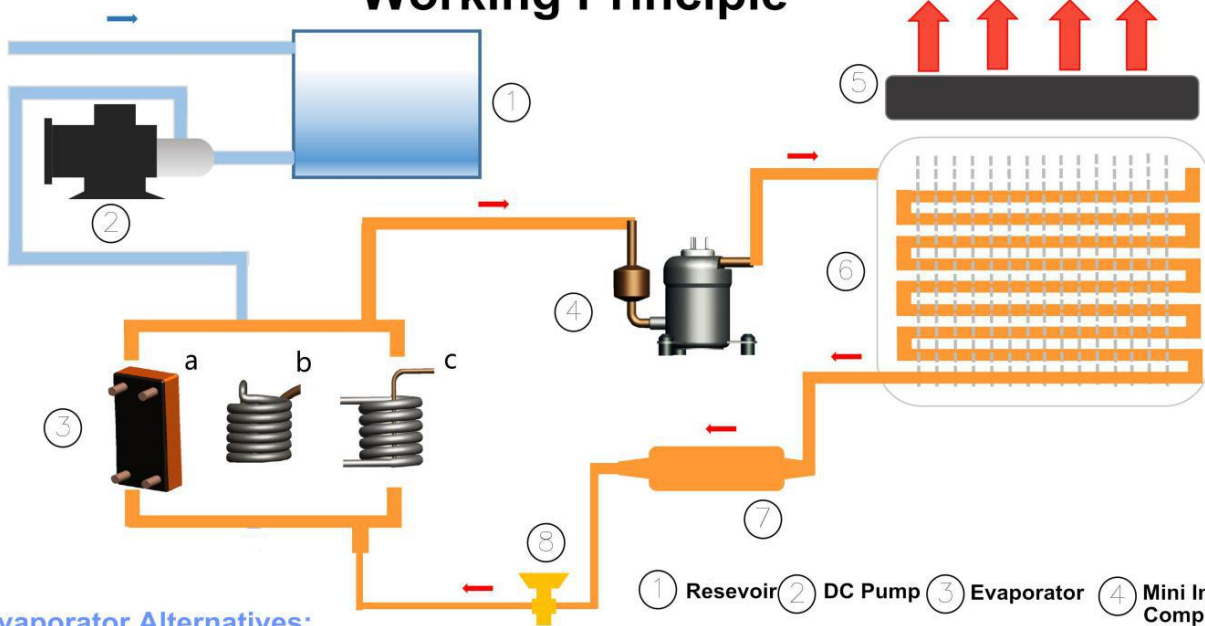 Working Principle
1
5
2
6
4
a
b
c
3
7
8
1 Resevoir 2 DC Pump 3 Evaporator 4 Mini In
Comp
vaporator Alternatives: